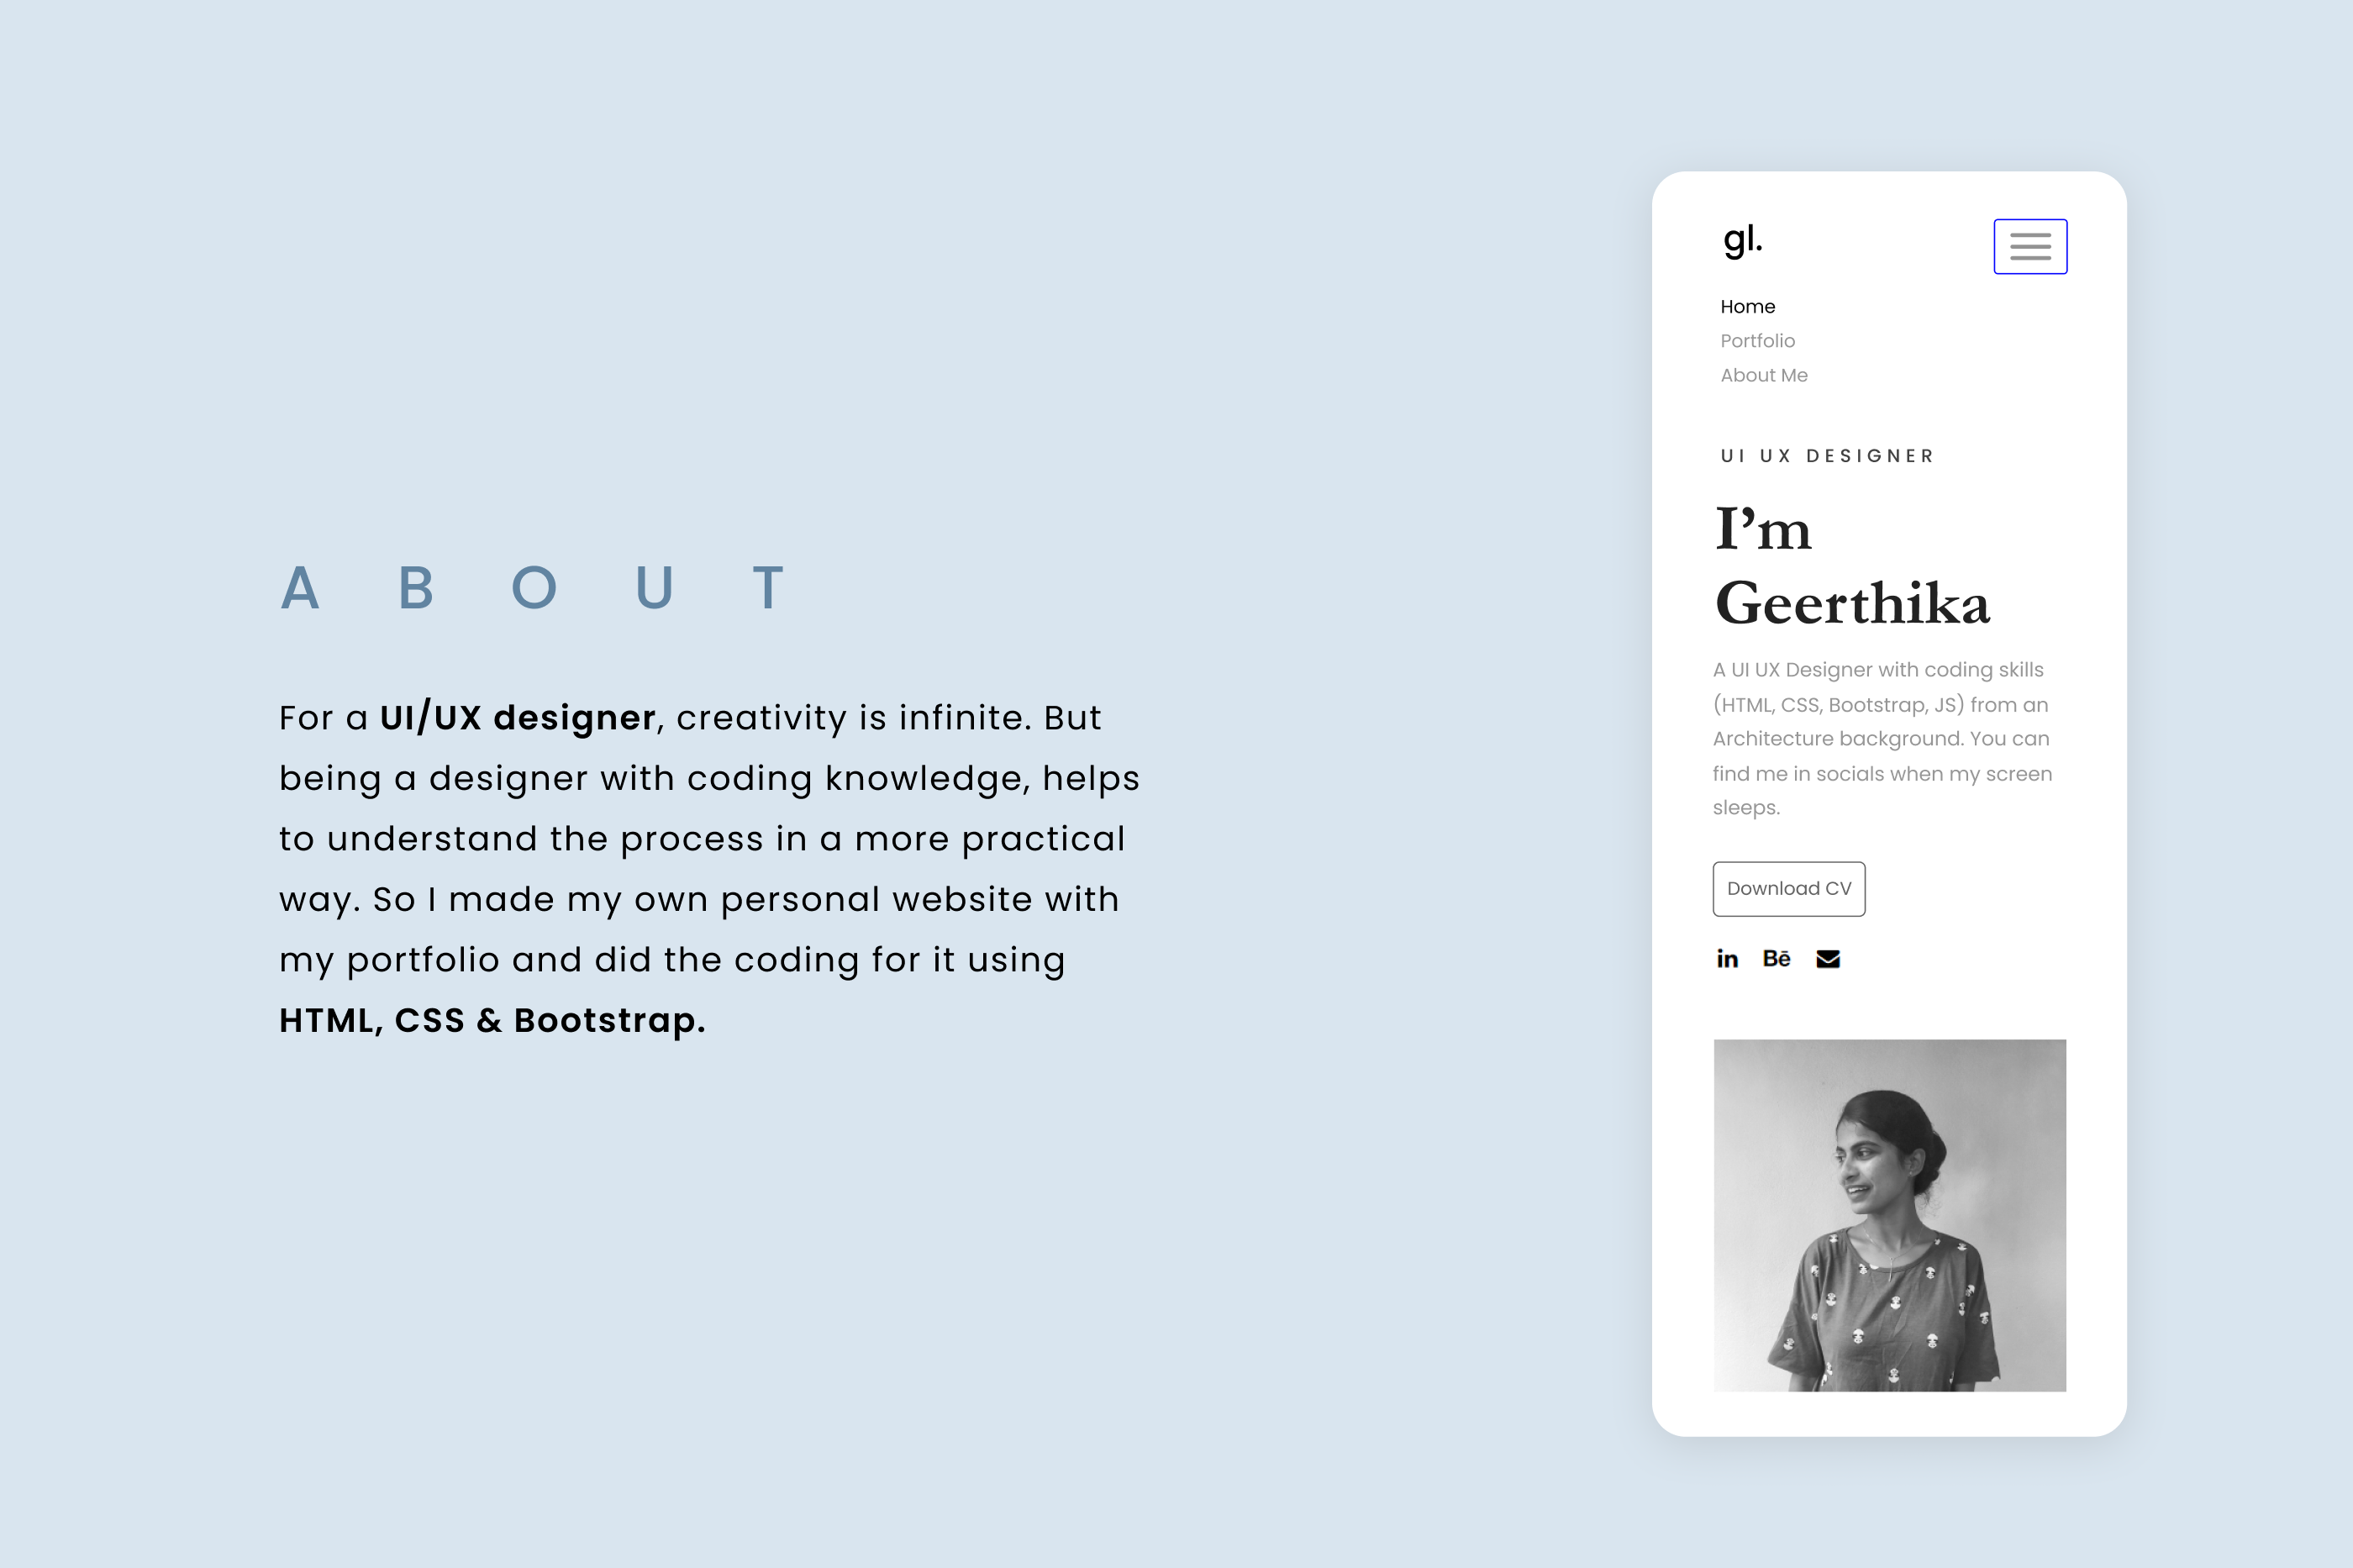 A B O U T
For a UI/UX designer, creativity is infinite. But
being a designer with coding knowledge, helps
to understand the process in a more practical
way. So I made my own personal website with
my portfolio and did the coding for it using
HTML, CSS & Bootstrap.
gl.
Home
Portfolio
About Me
UI UX DESIGNER
I’m
Geerthika
A UI UX Designer with coding skills
(HTML, CSS, Bootstrap, JS) from an
Architecture background. You can
find me in socials when my screen
sleeps.
Download CV
in Bē